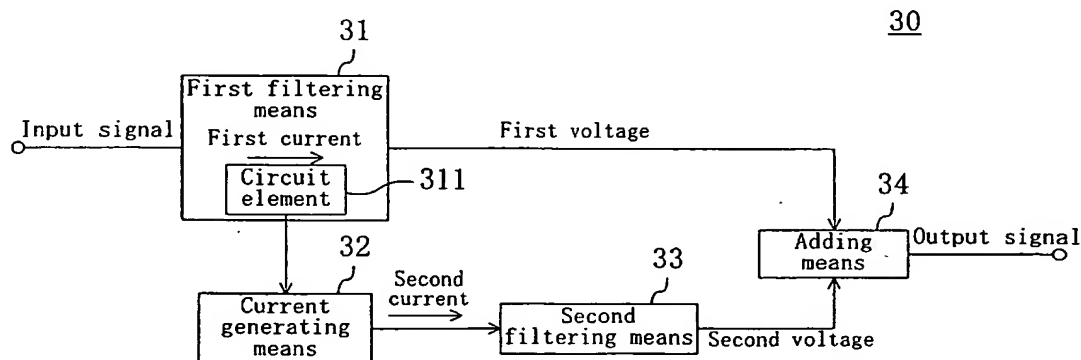 30
31
First filtering
means
Input signal
First current
First voltage
Circuit
element
311
34
Adding
means
Output signal
32
Second
current
33
Current
generating
means
Second
filtering means
Second voltage